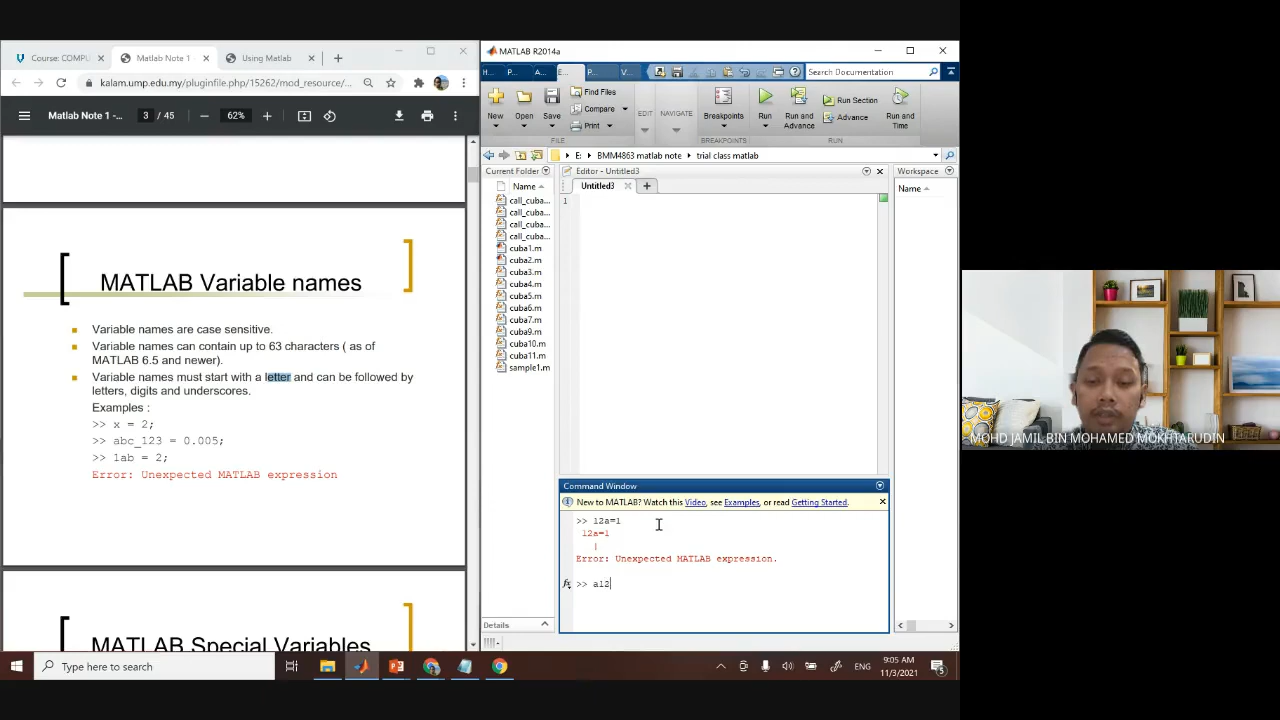 Course: COMPU
Matlab Note 1
Using Matlab
kalam.ump.edu.my/pluginfile.php/15262/mod_resource/...
Matlab Note 1 -...
3 / 45
62%
MATLAB Variable names
Variable names are case sensitive.
Variable names can contain up to 63 characters ( as of
MATLAB 6.5 and newer).
Variable names must start with a letter and can be followed by
letters, digits and underscores.
Examples :
>> x = 2;
>> abc_123 = 0.005;
>> 1ab = 2;
Error: Unexpected MATLAB expression
MATLAB Special Variables
MATLAB R2014a
H... P... A... E... P... V...
Search Documentation
New
Open
Save
Find Files
Compare
Print
FILE
EDIT
NAVIGATE
Breakpoints
BREAKPOINTS
Run
Run and
Advance
Run Section
Advance
Run and
Time
RUN
E: BMM4863 matlab note trial class matlab
Current Folder
Name
call_cuba...
call_cuba...
call_cuba...
call_cuba...
cuba1.m
cuba2.m
cuba3.m
cuba4.m
cuba5.m
cuba6.m
cuba7.m
cuba9.m
cuba10.m
cuba11.m
sample1.m
Details
Editor - Untitled3
Untitled3
1
Workspace
Name
Command Window
New to MATLAB? Watch this Video, see Examples, or read Getting Started.
>> 12a=1
12a=1
|
Error: Unexpected MATLAB expression.
fx >> a12
MOHD JAMIL BIN MOHAMED MOKHTARUDIN
Type here to search
ENG
9:05 AM
11/3/2021
5